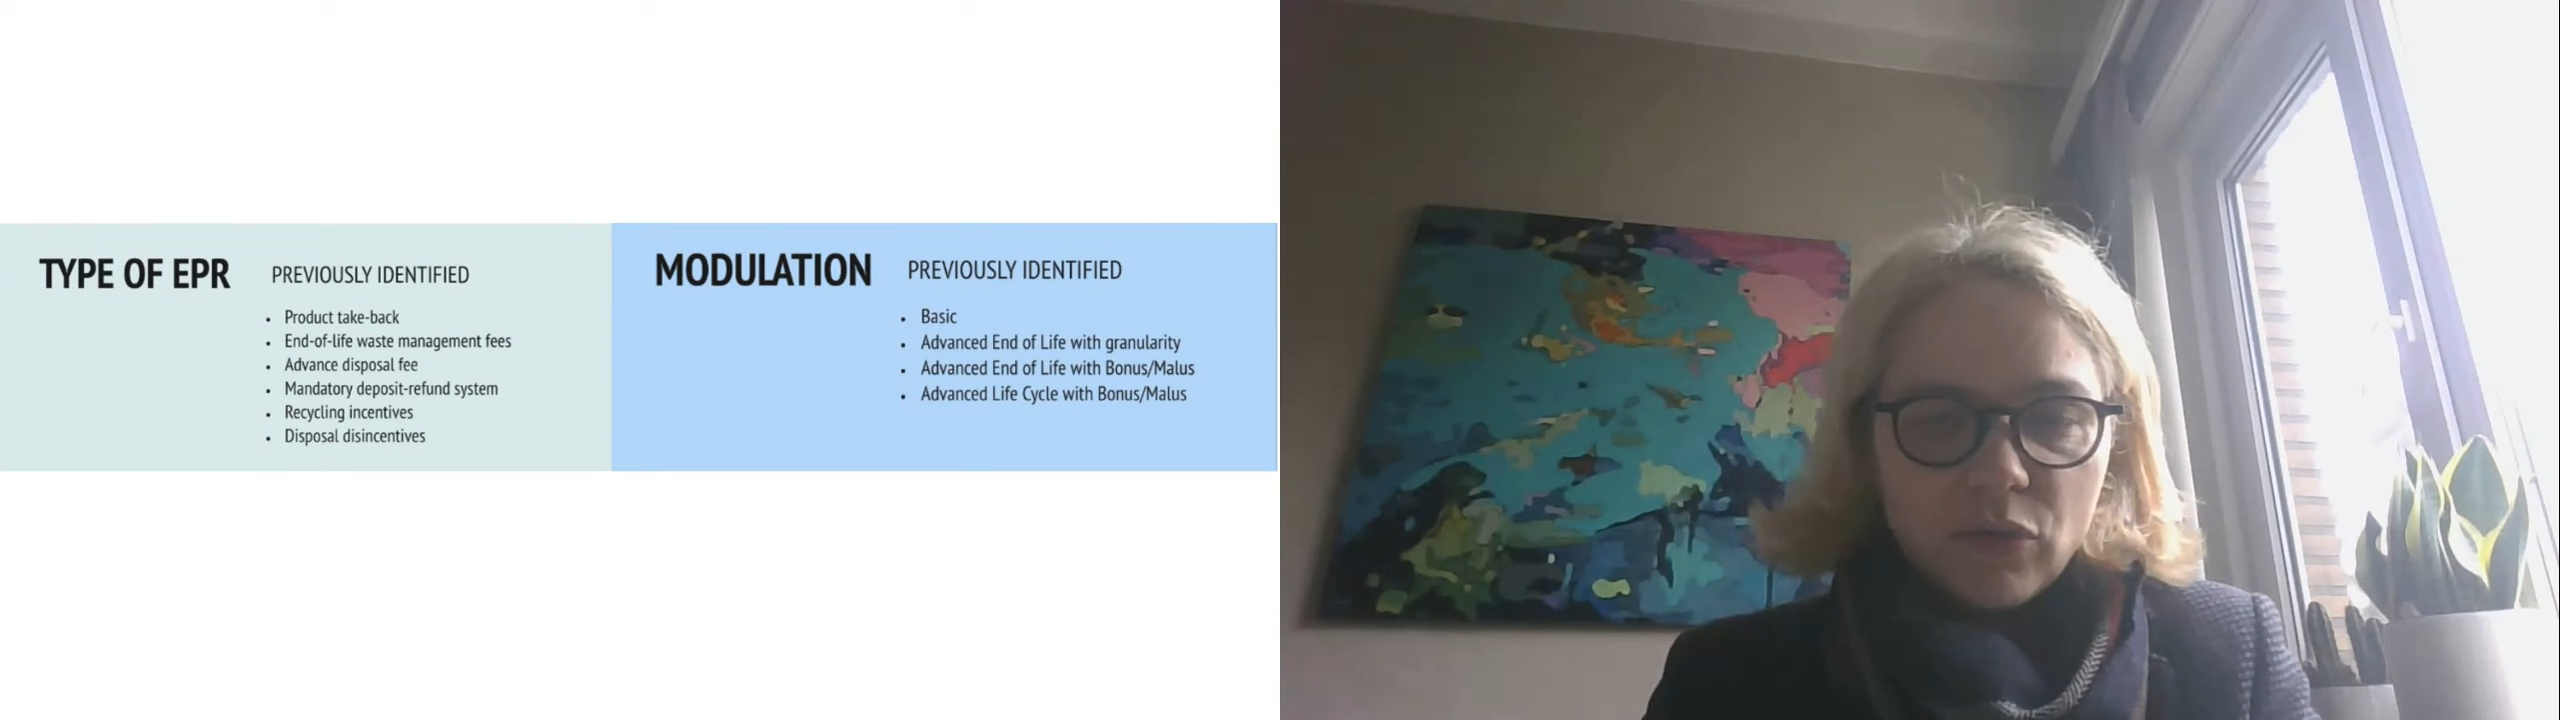 TYPE OF EPR
PREVIOUSLY IDENTIFIED
• Product take-back
• End-of-life waste management fees
• Advance disposal fee
• Mandatory deposit-refund system
• Recycling incentives
• Disposal disincentives
MODULATION
PREVIOUSLY IDENTIFIED
• Basic
• Advanced End of Life with granularity
• Advanced End of Life with Bonus/Malus
• Advanced Life Cycle with Bonus/Malus